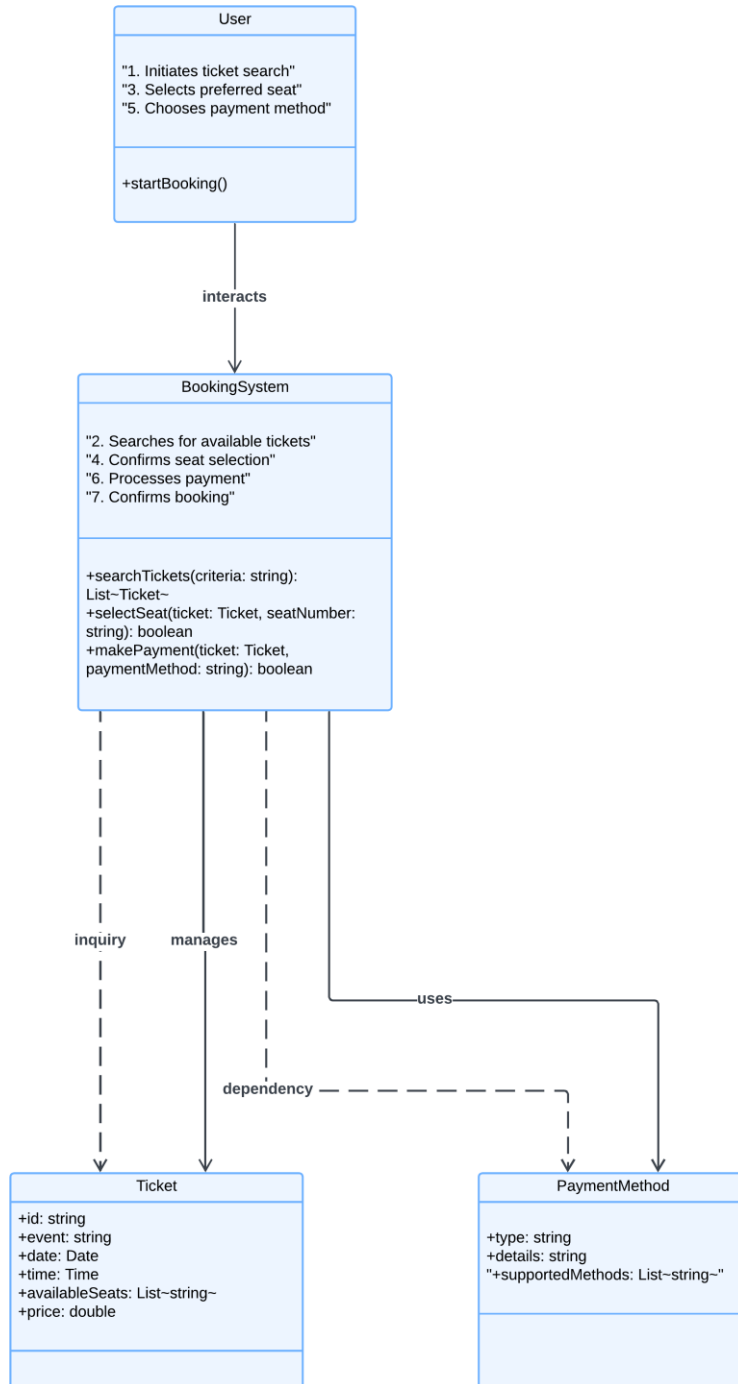 User
"1. Initiates ticket search"
"3. Selects preferred seat"
"5. Chooses payment method"
+startBooking()
interacts
BookingSystem
"2. Searches for available tickets"
"4. Confirms seat selection"
"6. Processes payment"
"7. Confirms booking"
+searchTickets(criteria: string):
List~Ticket~
+selectSeat(ticket: Ticket, seatNumber:
string): boolean
+makePayment(ticket: Ticket,
paymentMethod: string): boolean
inquiry
manages
uses
dependency
Ticket
+id: string
+event: string
+date: Date
+time: Time
+availableSeats: List~string~
+price: double
PaymentMethod
+type: string
+details: string
"+supportedMethods: List~string~"